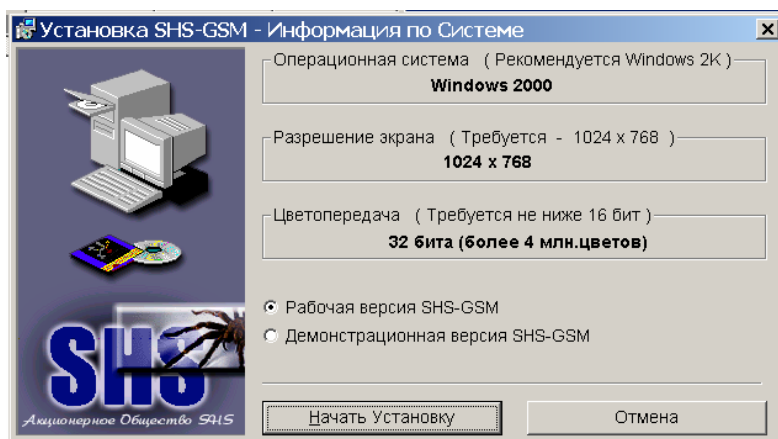 Установка SHS-GSM - Информация по Системе
Операционная система ( Рекомендуется Windows 2K )
Windows 2000
Разрешение экрана ( Требуется - 1024 x 768 )
1024 x 768
Цветопередача ( Требуется не ниже 16 бит )
32 бита (более 4 млн.цветов)
Рабочая версия SHS-GSM
Демонстрационная версия SHS-GSM
SHS
Акционерное Общество SHS
Начать Установку
Отмена